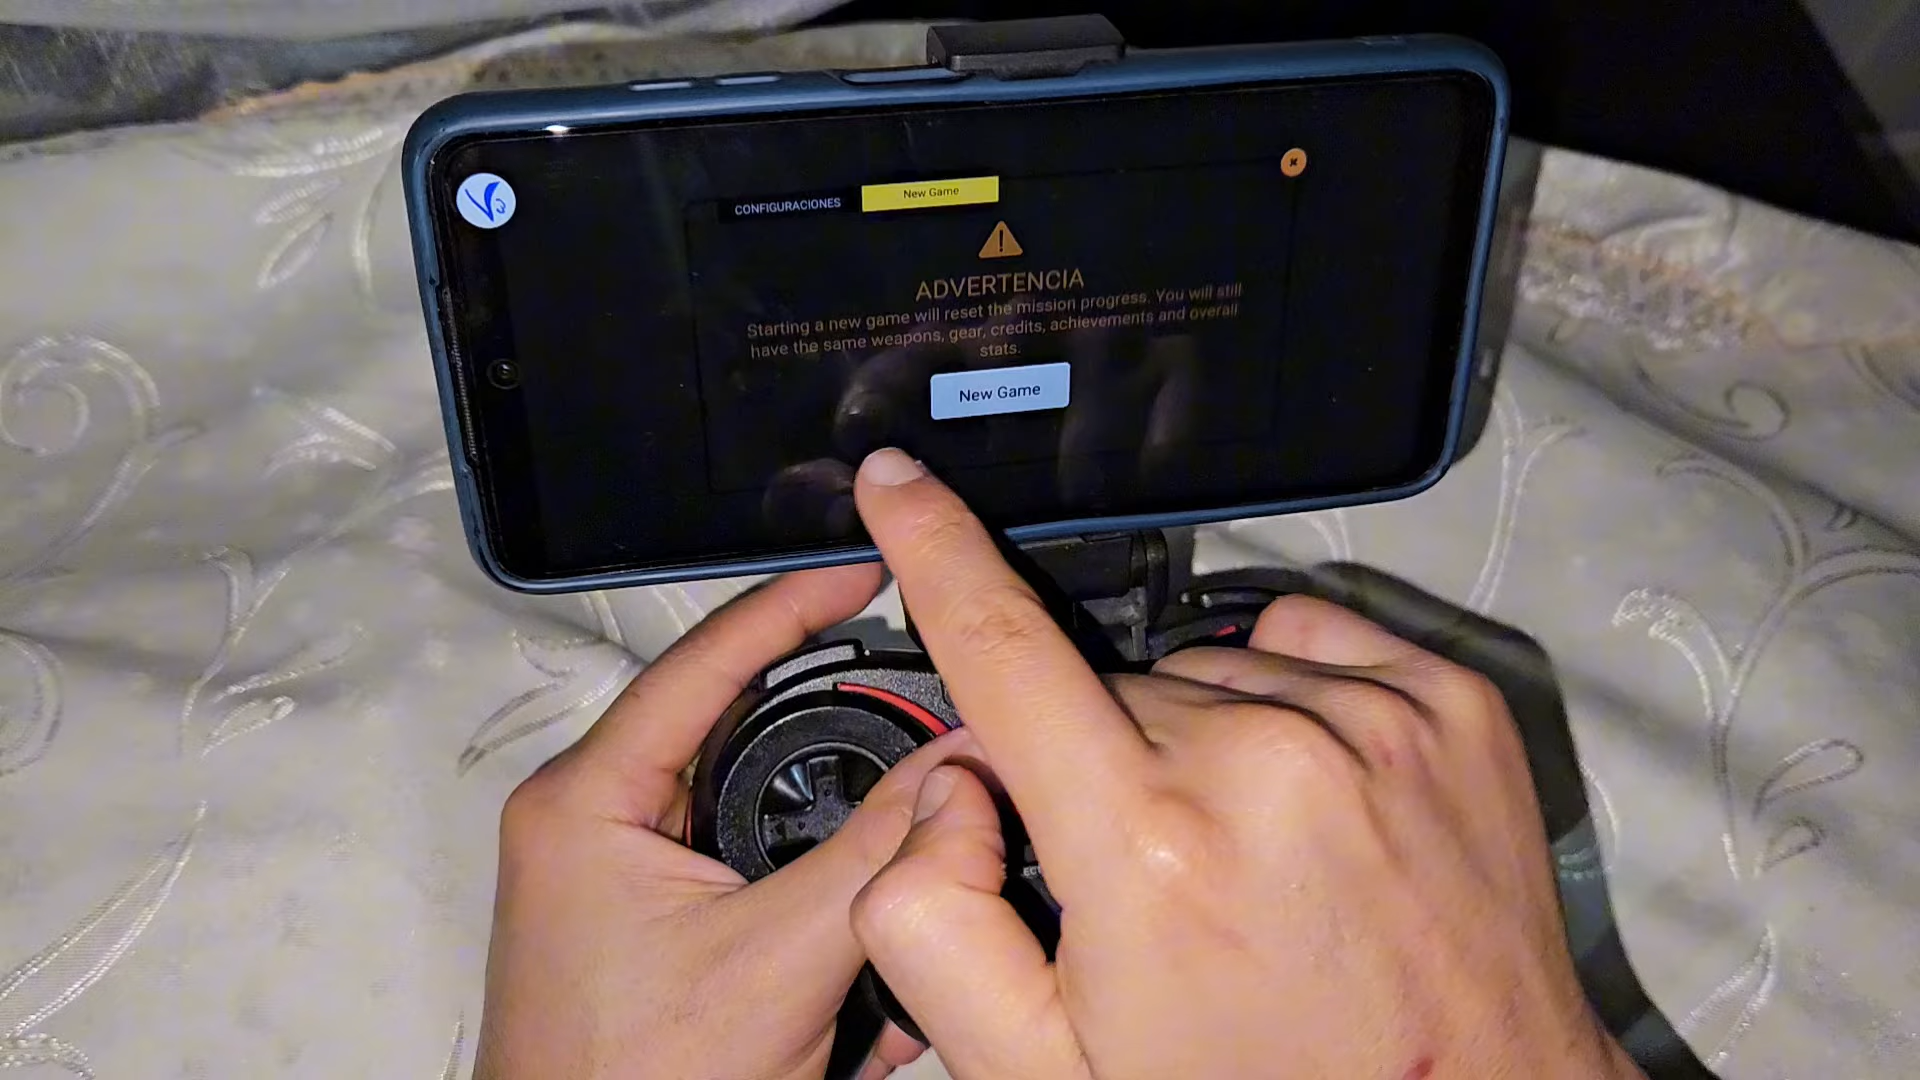 CONFIGURACIONES
New Game
ADVERTENCIA
Starting a new game will reset the mission progress. You will still
have the same weapons, gear, credits, achievements and overall
stats.
New Game